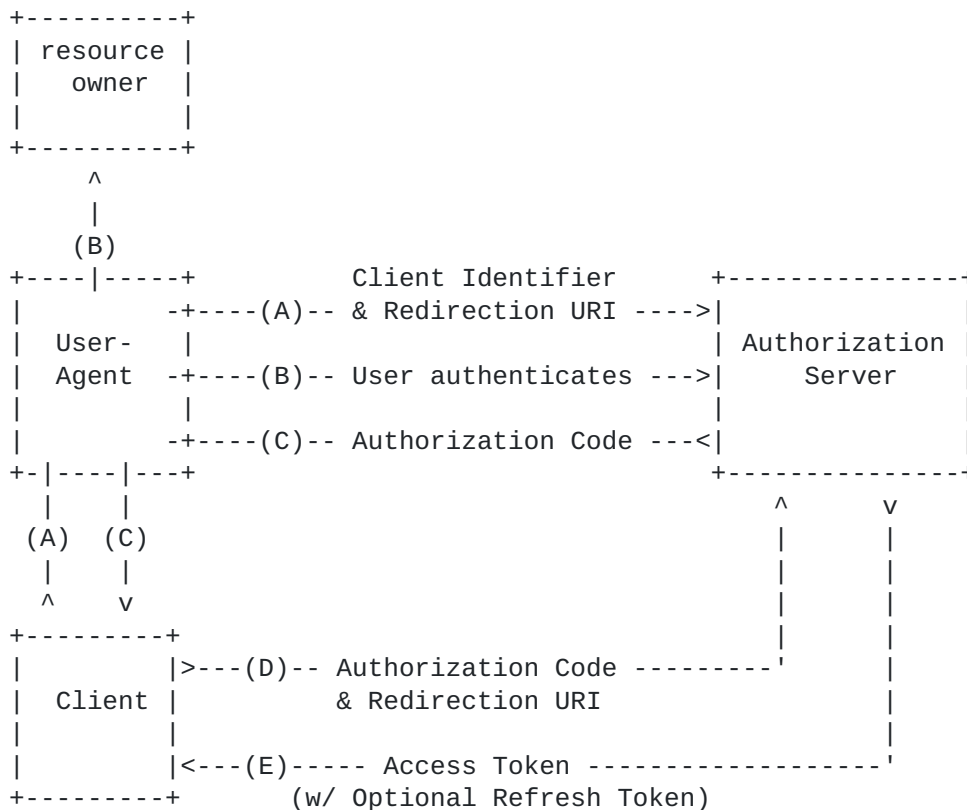 resource
owner
(B)
Client Identifier
(A) & Redirection URI
User-
Agent
Authorization
Server
(B) User authenticates
(C) Authorization Code
(A) (C)
(D) Authorization Code
Client & Redirection URI
(E) Access Token
(w/ Optional Refresh Token)